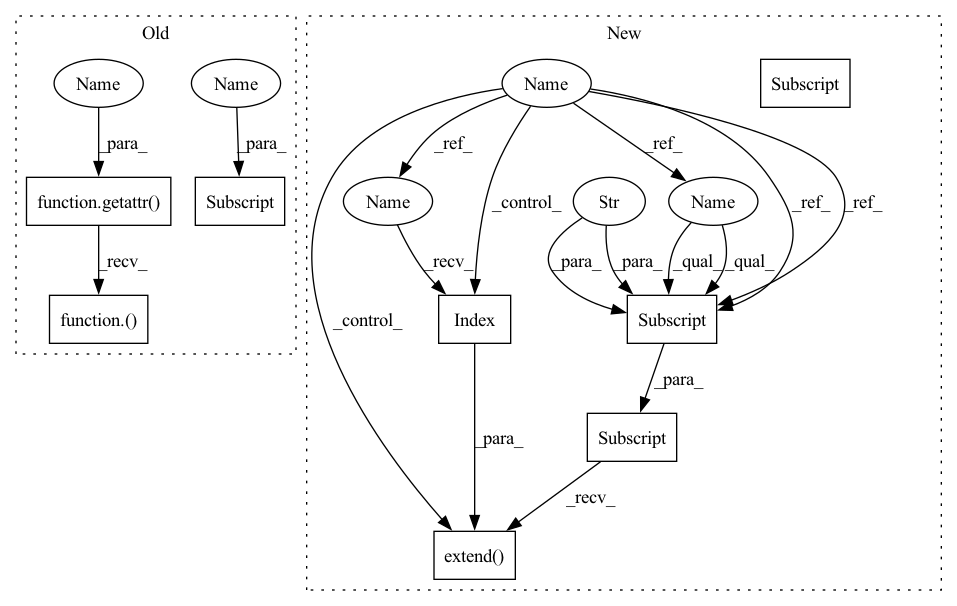 Old
New
Name
Name
Name
Subscript
_para_
_para_
_ref_
_ref_
function.getattr()
Subscript
Name
_control_
Str
Name
_ref_
_ref_
_recv_
_recv_
_para_
_para_
_qual_
_qual_
function.()
_control_
Index
Subscript
_para_
_para_
Subscript
_recv_
extend()